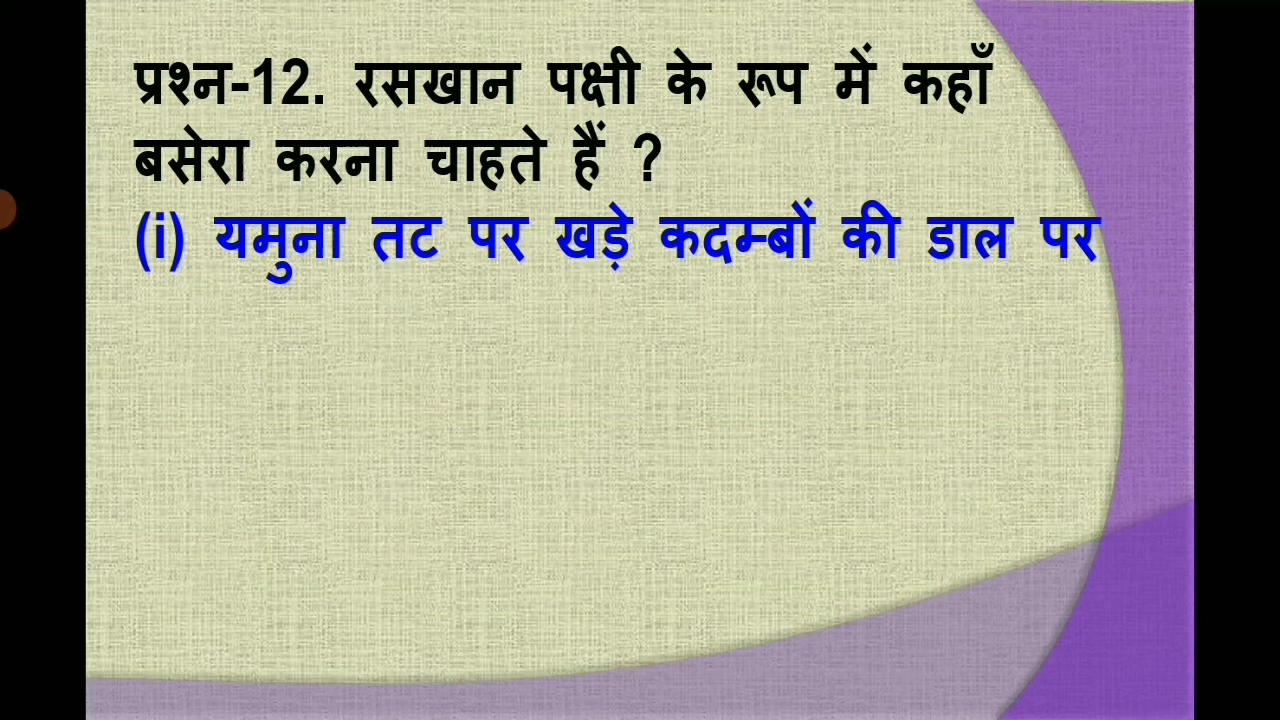 प्रश्न-12. रसखान पक्षी के रूप में कहाँ
बसेरा करना चाहते हैं ?
(i) यमुना तट पर खड़े कदम्बों की डाल पर